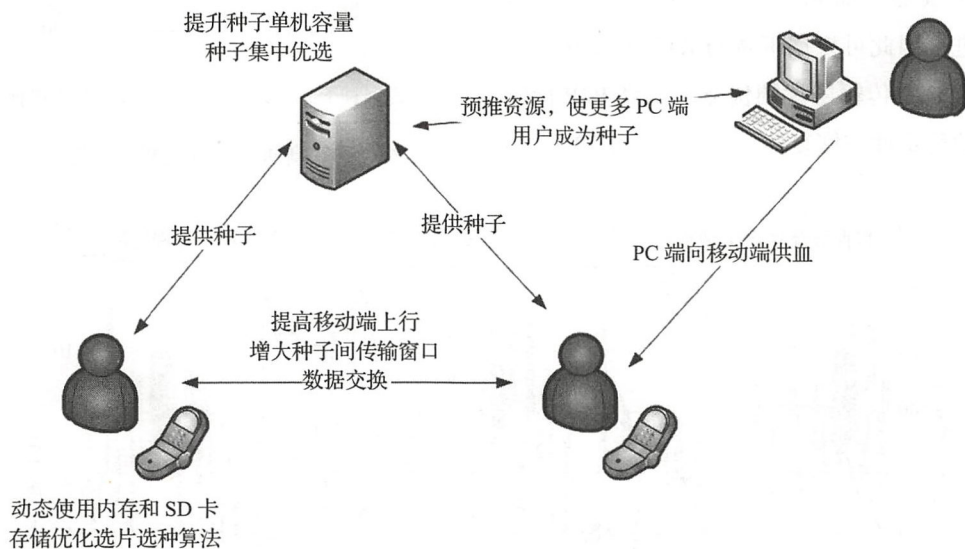 提升种子单机容量
种子集中优选
预推资源，使更多 PC 端
用户成为种子
提供种子
提供种子
PC 端向移动端供血
提高移动端上行
增大种子间传输窗口
数据交换
动态使用内存和 SD 卡
存储优化选片选种算法